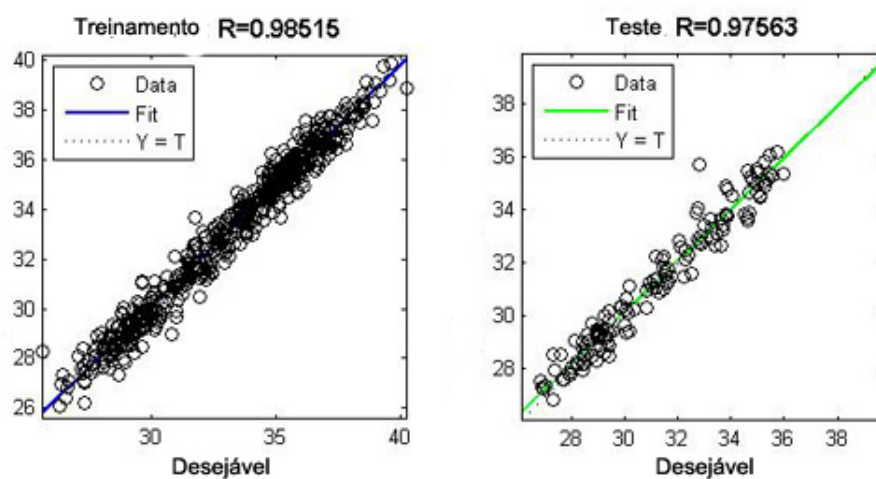 Treinamento R=0.98515
40
38
36
34
32
30
28
26
Data
Fit
Y = T
30
35
40
Desejável
Teste R=0.97563
38
36
34
32
30
28
Data
Fit
Y = T
28
30
32
34
36
38
Desejável